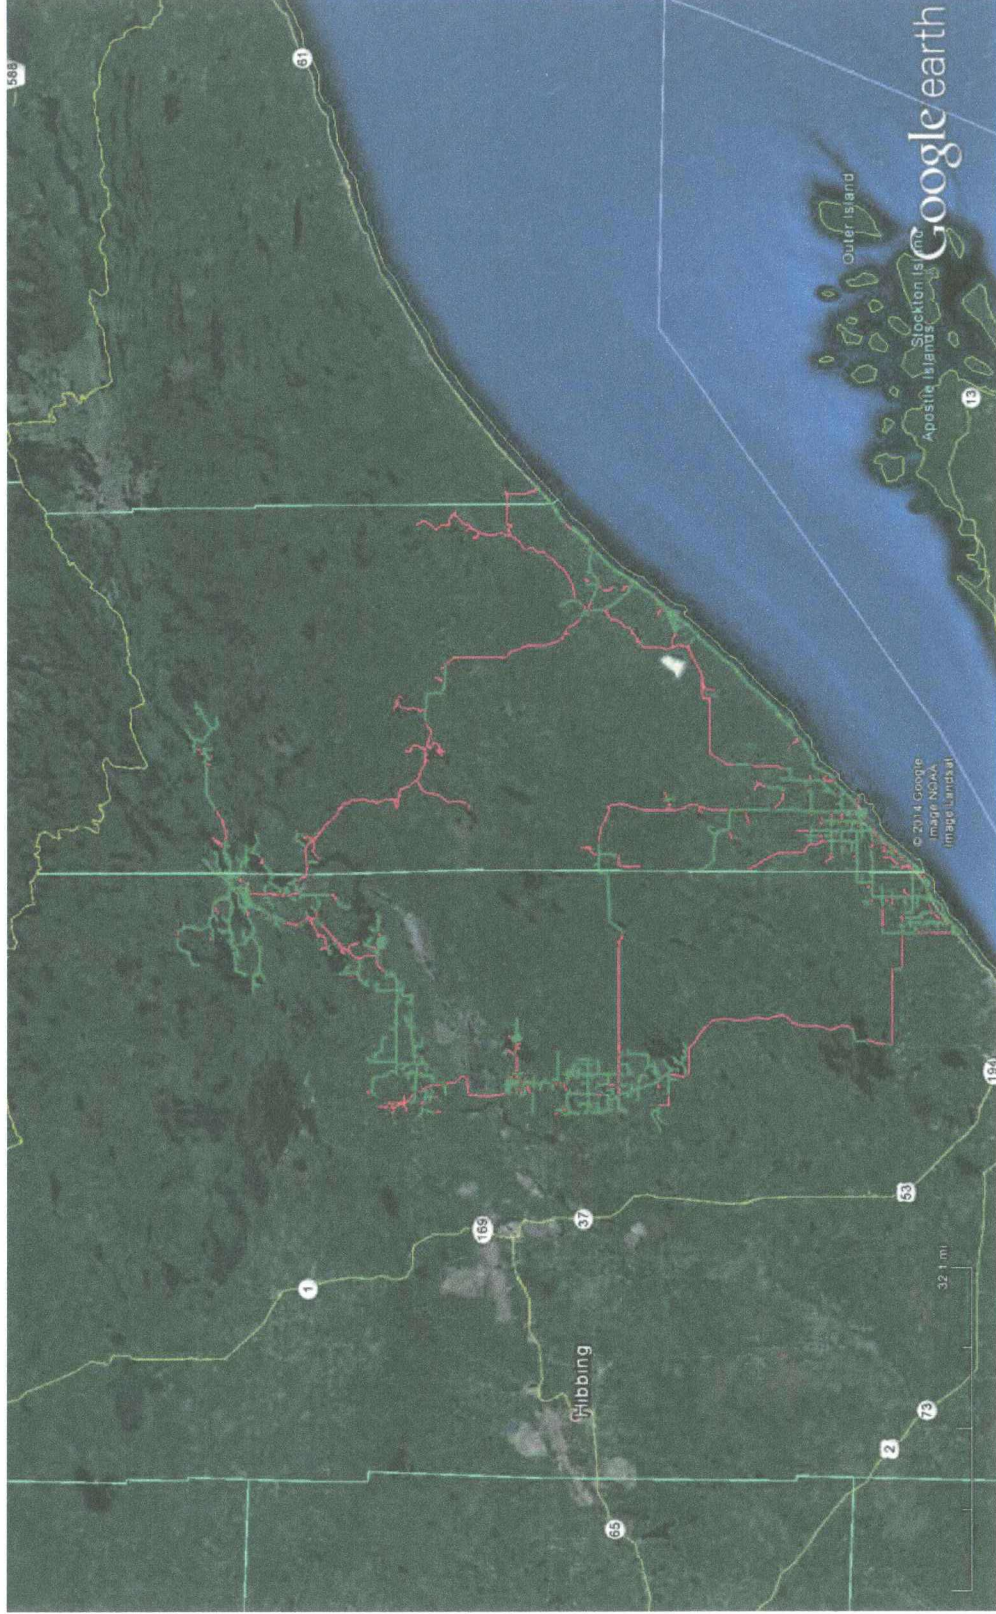 588
61
Outer Island
Stockton Island
Apostle Islands
13
Google earth
© 2014 Google
Image NOAA
Image Landsat
1
169
37
53
194
Hibbing
65
2
73
32.1 mi